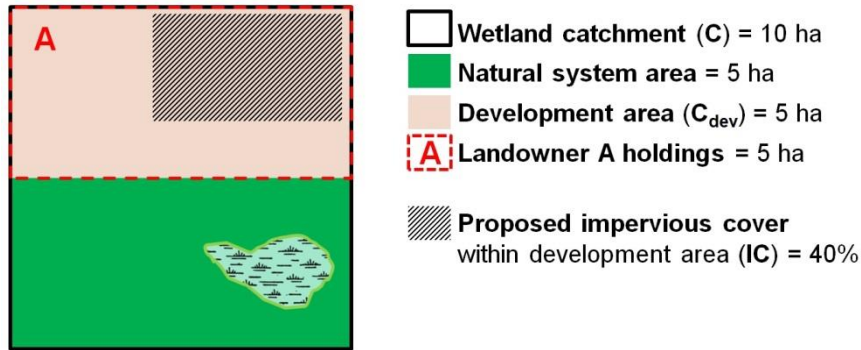 A
Wetland catchment (C) = 10 ha
Natural system area = 5 ha
Development area (Cdev) = 5 ha
A Landowner A holdings = 5 ha
Proposed impervious cover
within development area (IC) = 40%